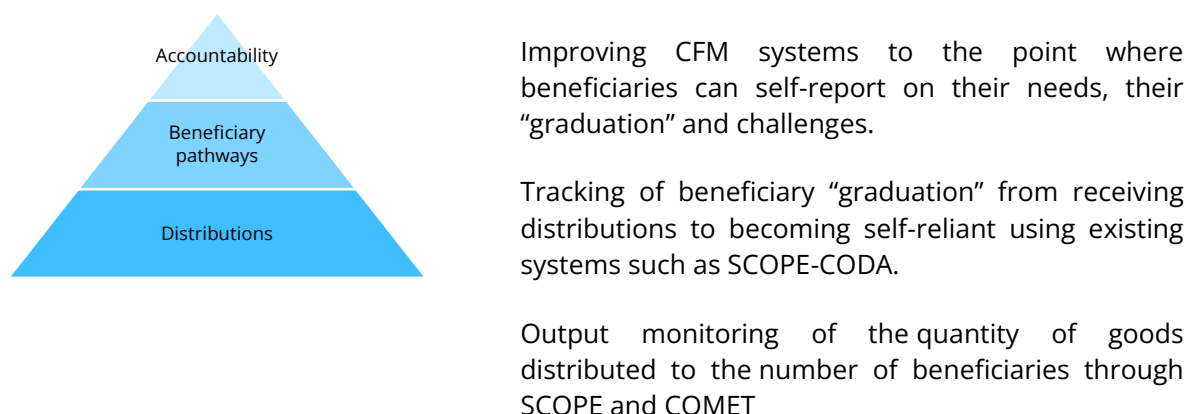 Accountability
Beneficiary
pathways
Distributions
Improving CFM systems to the point where
beneficiaries can self-report on their needs, their
“graduation” and challenges.
Tracking of beneficiary “graduation” from receiving
distributions to becoming self-reliant using existing
systems such as SCOPE-CODA.
Output monitoring of the quantity of goods
distributed to the number of beneficiaries through
SCOPE and COMET